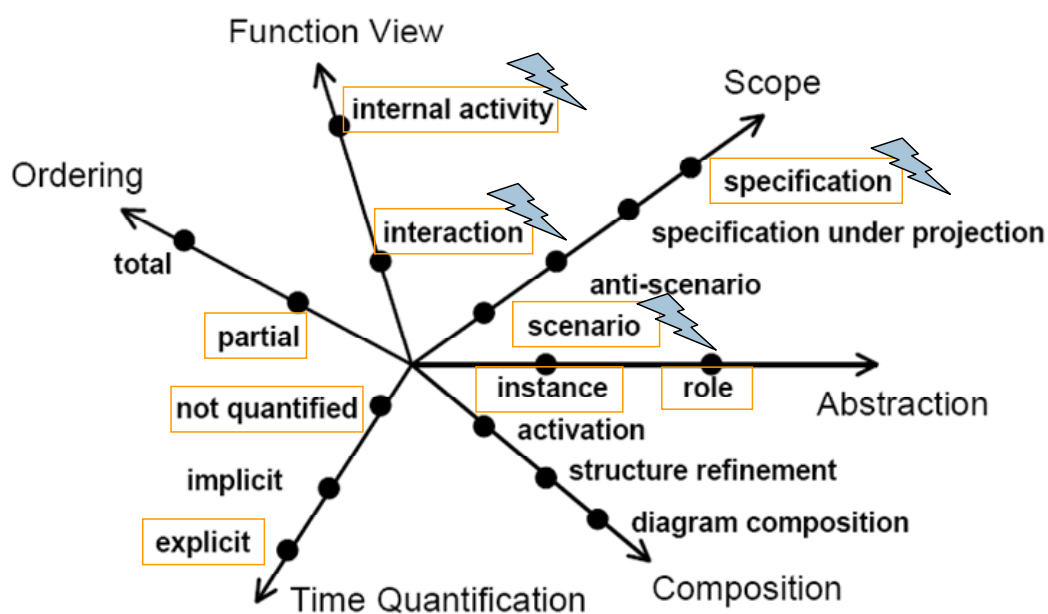 Function View
Scope
internal activity
Ordering
specification
interaction
specification under projection
total
anti-scenario
scenario
partial
instance
role
Abstraction
not quantified
activation
implicit
structure refinement
diagram composition
explicit
Composition
Time Quantification